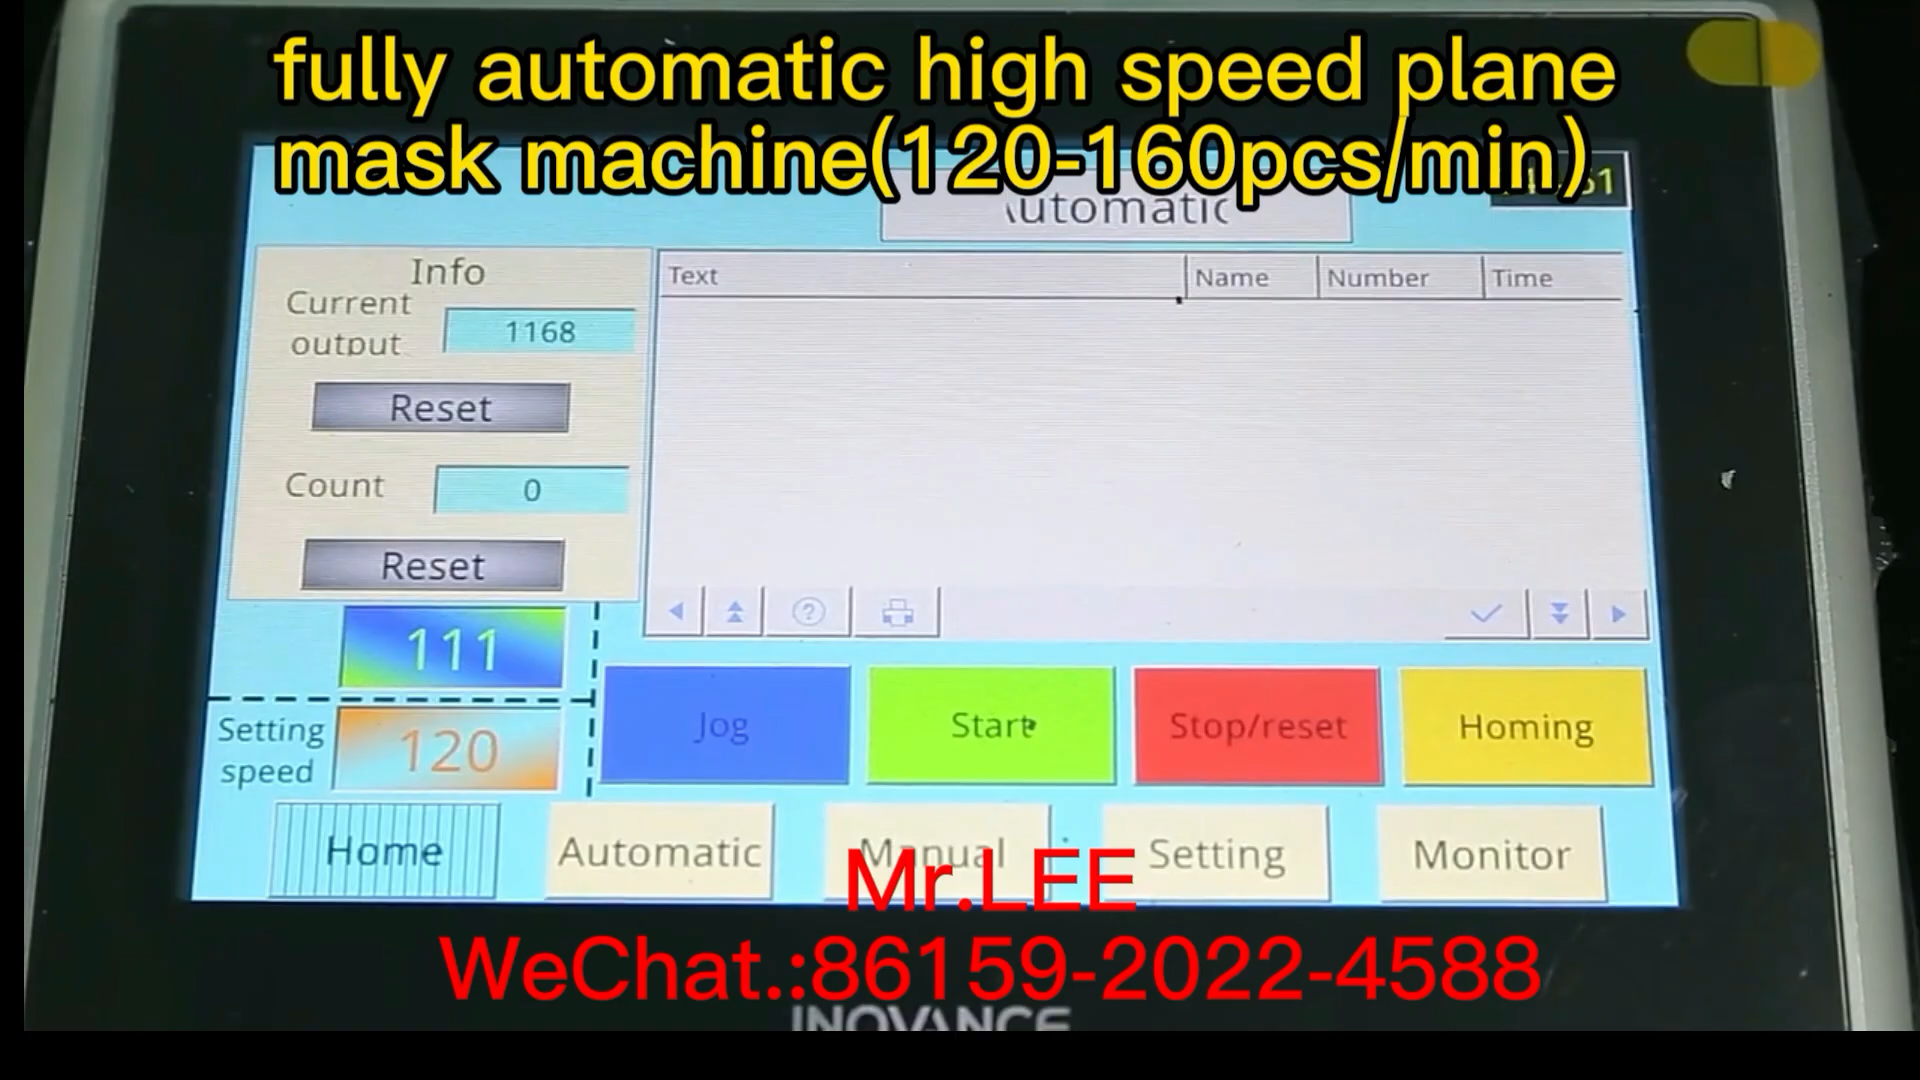 fully automatic high speed plane
mask machine(120-160pcs/min)
Automatic
Info
Current
output
1168
Reset
Count
0
Reset
Text Name Number Time
111
Setting
speed
120
Jog
Start
Stop/reset
Homing
Home
Automatic
Manual
Setting
Monitor
Mr.LEE
WeChat.:86159-2022-4588
INOVANCE